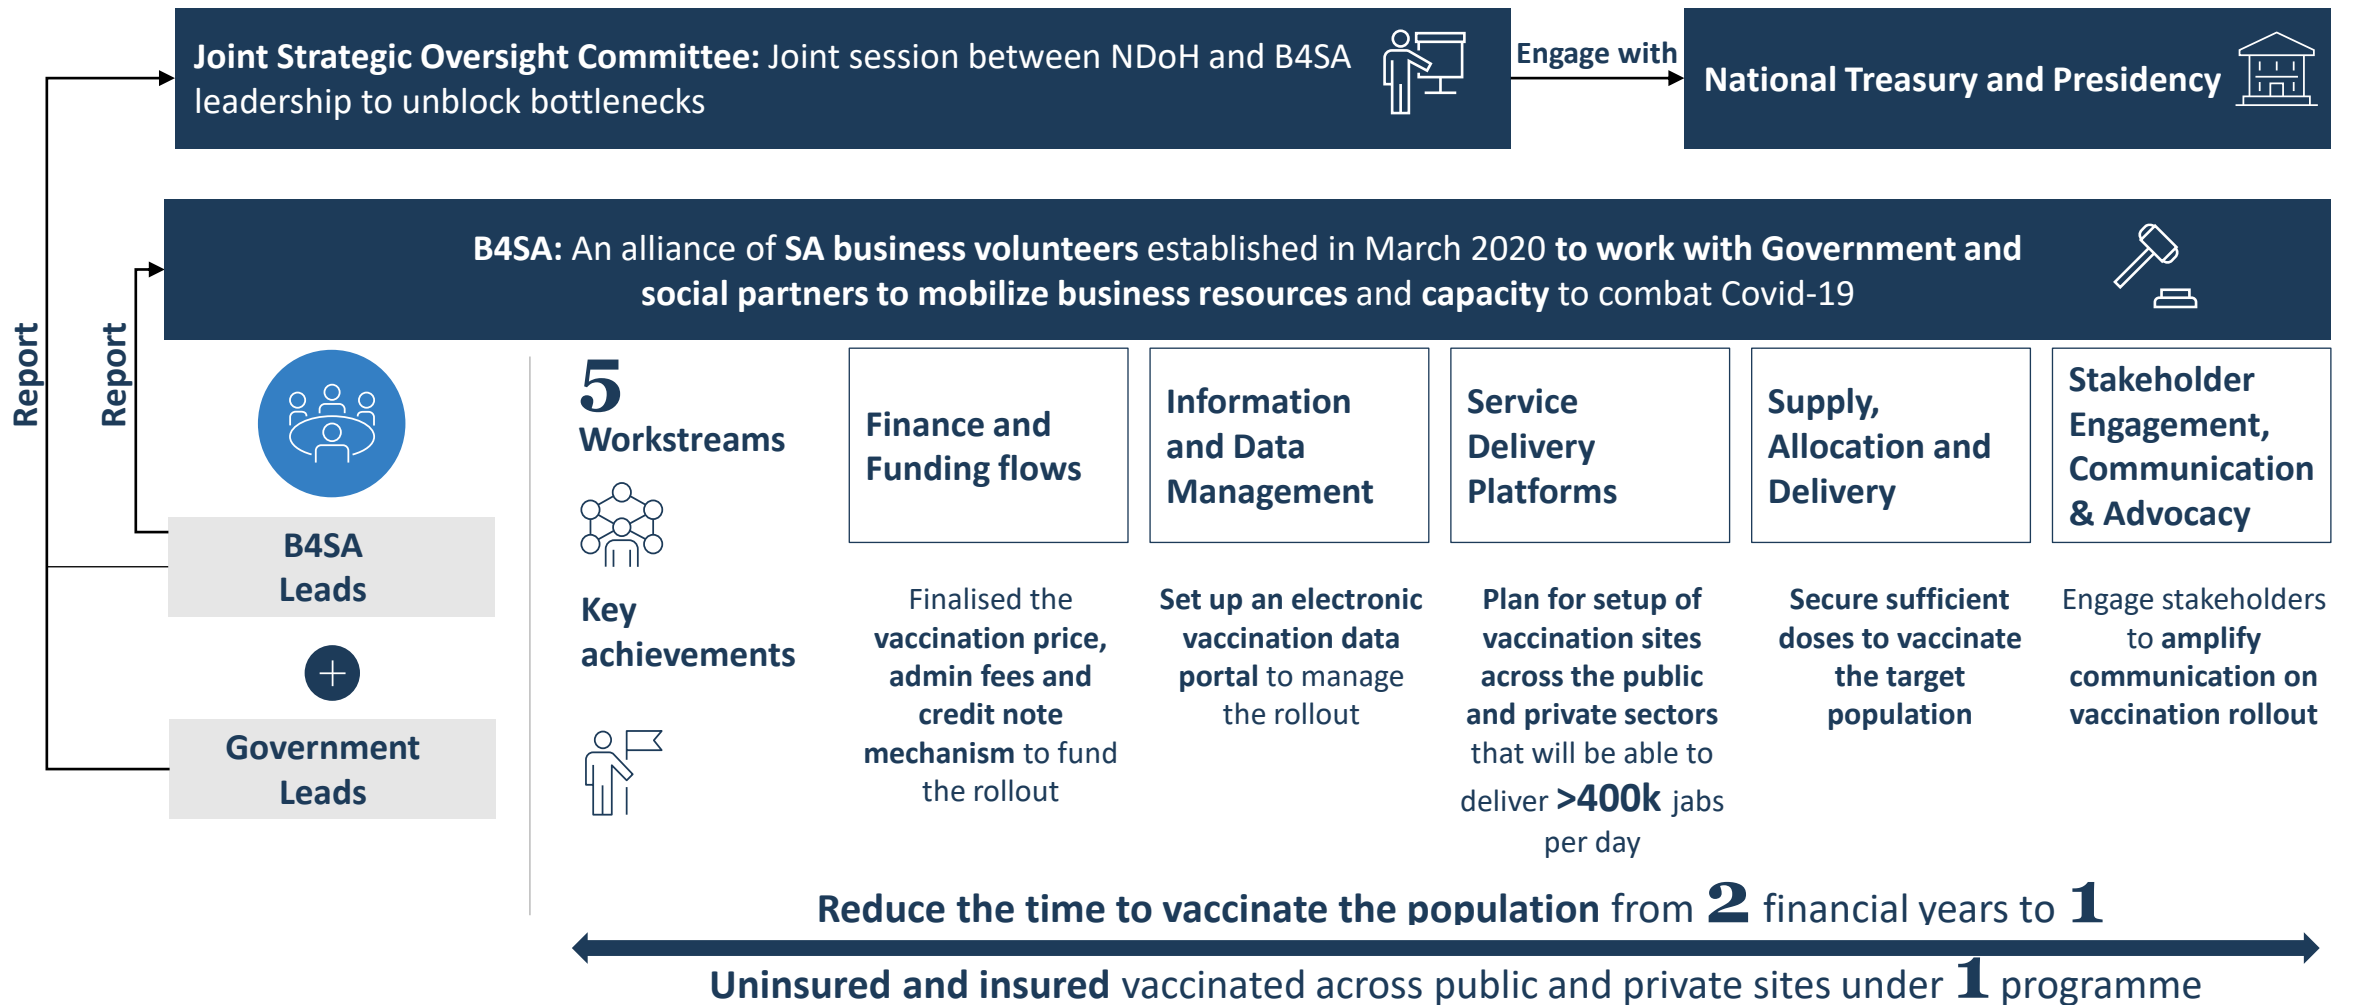 Joint Strategic Oversight Committee: Joint session between NDoH and B4SA
leadership to unblock bottlenecks
Engage with
National Treasury and Presidency
B4SA: An alliance of SA business volunteers established in March 2020 to work with Government and
social partners to mobilize business resources and capacity to combat Covid-19
Report
Report
B4SA
Leads
Government
Leads
5
Workstreams
Finance and
Funding flows
Information
and Data
Management
Service
Delivery
Platforms
Supply,
Allocation and
Delivery
Stakeholder
Engagement,
Communication
& Advocacy
Key
achievements
Finalised the
vaccination price,
admin fees and
credit note
mechanism to fund
the rollout
Set up an electronic
vaccination data
portal to manage
the rollout
Plan for setup of
vaccination sites
across the public
and private sectors
that will be able to
deliver >400k jabs
per day
Secure sufficient
doses to vaccinate
the target
population
Engage stakeholders
to amplify
communication on
vaccination rollout
Reduce the time to vaccinate the population from 2 financial years to 1
Uninsured and insured vaccinated across public and private sites under 1 programme